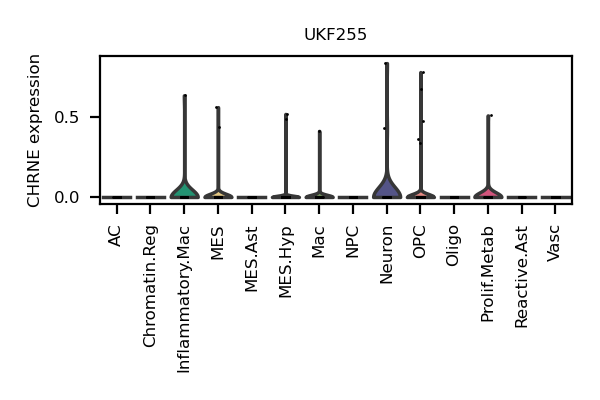 UKF255
CHRNE expression
0.5
0.0
AC
Chromatin.Reg
Inflammatory.Mac
MES
MES.Ast
MES.Hyp
Mac
NPC
Neuron
OPC
Oligo
Prolif.Metab
Reactive.Ast
Vasc